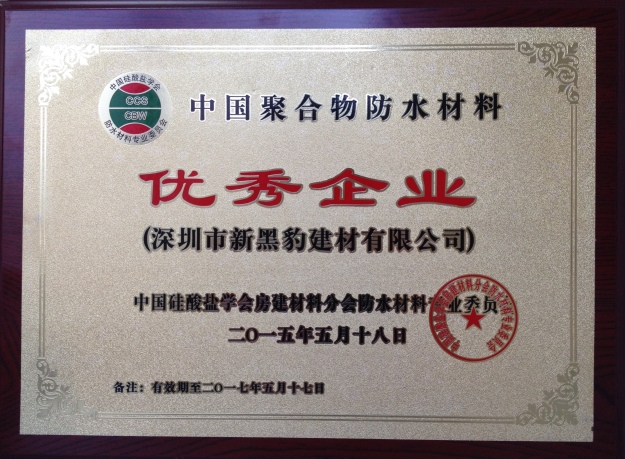 中国硅酸盐学会
CCS
CBW
防水材料专业委员会
中国聚合物防水材料
优秀企业
(深圳市新黑豹建材有限公司)
中国硅酸盐学会房建材料分会防水材料专业委员
二〇一五年五月十八日
备注：有效期至二〇一七年五月十七日